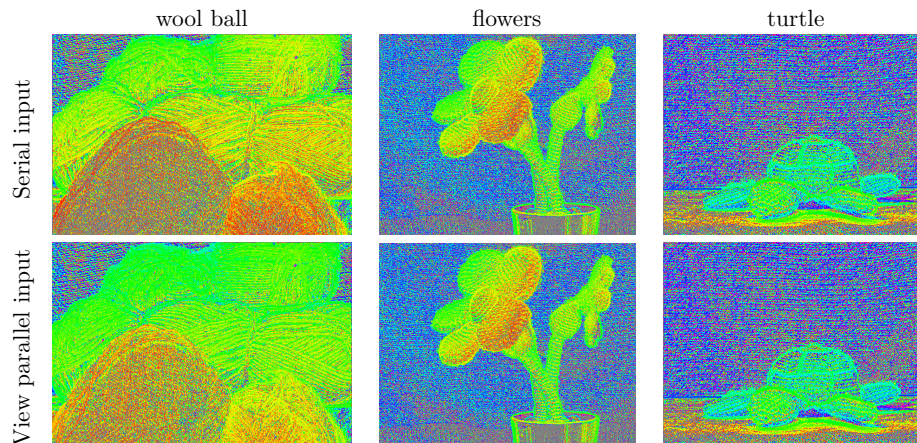 wool ball
flowers
turtle
Serial input
View parallel input